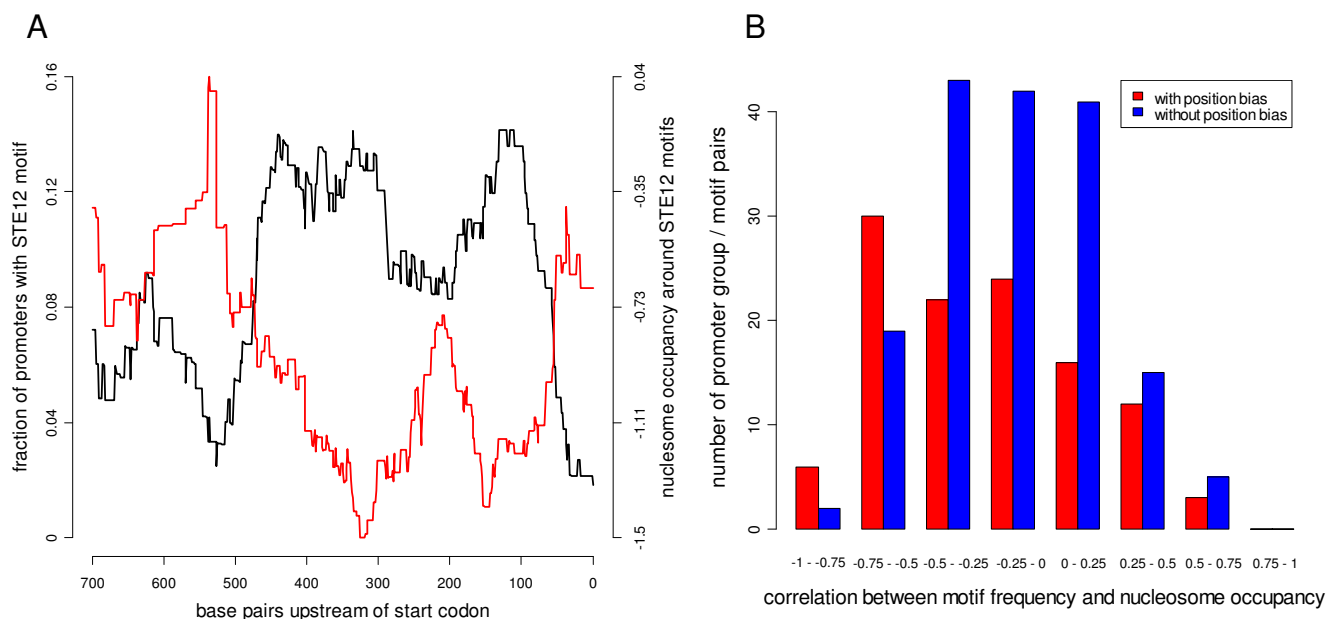 A
0.16
0.12
0.08
0.04
0
fraction of promoters with STE12 motif
0.04
-0.35
-0.73
-1.11
-1.5
nuclesome occupancy around STE12 motifs
700
600
500
400
300
200
100
0
base pairs upstream of start codon
B
with position bias
without position bias
40
30
20
10
0
number of promoter group / motif pairs
-1 - -0.75
-0.75 - -0.5
-0.5 - -0.25
-0.25 - 0
0 - 0.25
0.25 - 0.5
0.5 - 0.75
0.75 - 1
correlation between motif frequency and nucleosome occupancy